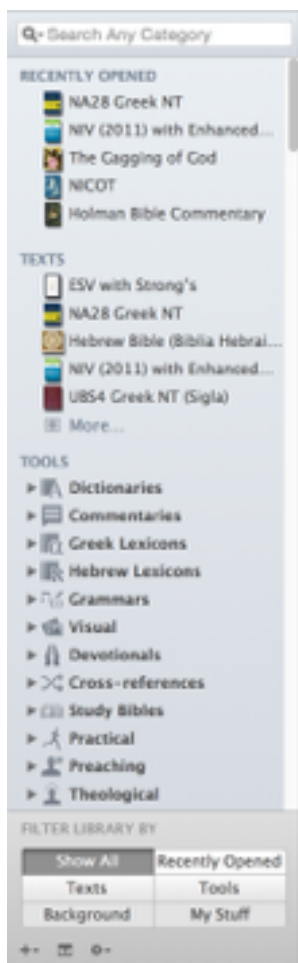 Search Any Category
RECENTLY OPENED
NA28 Greek NT
NIV (2011) with Enhanced...
The Gagging of God
NICOT
Holman Bible Commentary
TEXTS
ESV with Strong's
NA28 Greek NT
Hebrew Bible (Biblia Hebrai...
NIV (2011) with Enhanced...
UBS4 Greek NT (Sigla)
More...
TOOLS
Dictionaries
Commentaries
Greek Lexicons
Hebrew Lexicons
Grammars
Visual
Devotionals
Cross-references
Study Bibles
Practical
Preaching
Theological
FILTER LIBRARY BY
Show All Recently Opened
Texts Tools
Background My Stuff